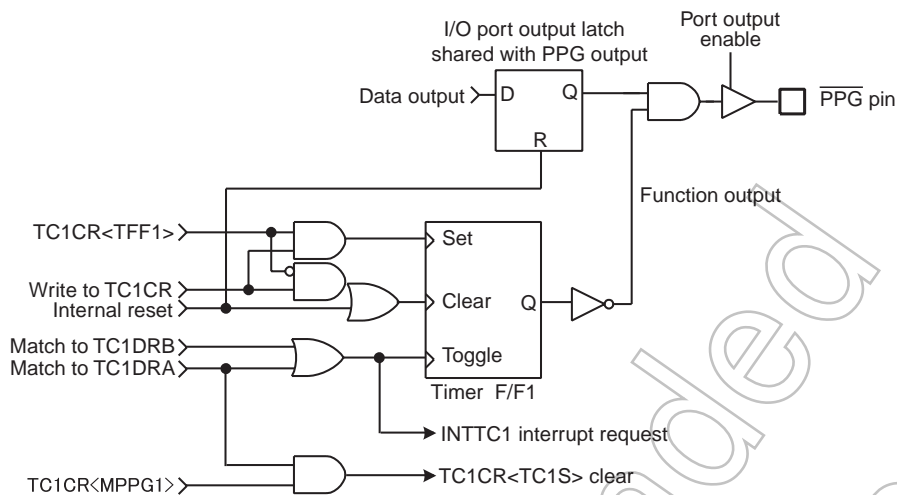 I/O port output latch
shared with PPG output
Port output
enable
Data output
D
Q
R
PPG pin
Function output
TC1CR<TFF1>
Set
Write to TC1CR
Internal reset
Clear
Q
Match to TC1DRB
Match to TC1DRA
Toggle
Timer F/F1
INTTC1 interrupt request
TC1CR<TC1S> clear
TC1CR<MPPG1>
nded